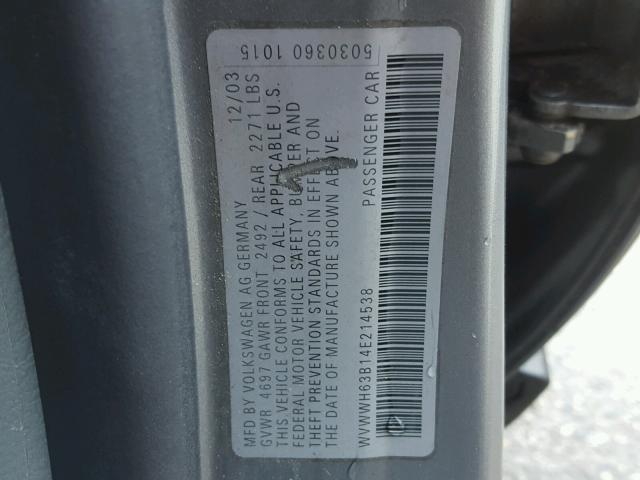 5030360 1015
MFD BY VOLKSWAGEN AG GERMANY 12/03
GVWR 4697 GAWR FRONT 2492 / REAR 2271 LBS
THIS VEHICLE CONFORMS TO ALL APPLICABLE U.S.
FEDERAL MOTOR VEHICLE SAFETY, BUMPER AND
THEFT PREVENTION STANDARDS IN EFFECT ON
THE DATE OF MANUFACTURE SHOWN ABOVE.
WVWWH63B14E214538 PASSENGER CAR